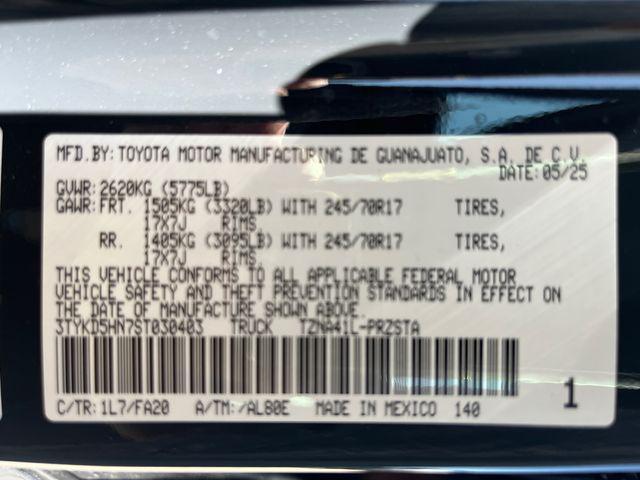 MFD.BY:TOYOTA MOTOR MANUFACTURING DE GUANAJUATO, S.A. DE C.V.
DATE:05/25
GVWR:2620KG (5775LB)
GAWR:FRT. 1505KG (3320LB) WITH 245/70R17 TIRES,
17X7J RIMS
RR. 1405KG (3095LB) WITH 245/70R17 TIRES,
17X7J RIMS
THIS VEHICLE CONFORMS TO ALL APPLICABLE FEDERAL MOTOR
VEHICLE SAFETY AND THEFT PREVENTION STANDARDS IN EFFECT ON
THE DATE OF MANUFACTURE SHOWN ABOVE.
3TYKD5HN7ST030403 TRUCK TZNA41L-PRZSTA
C/TR:1L7/FA20 A/TM:-/AL80E MADE IN MEXICO 140
1